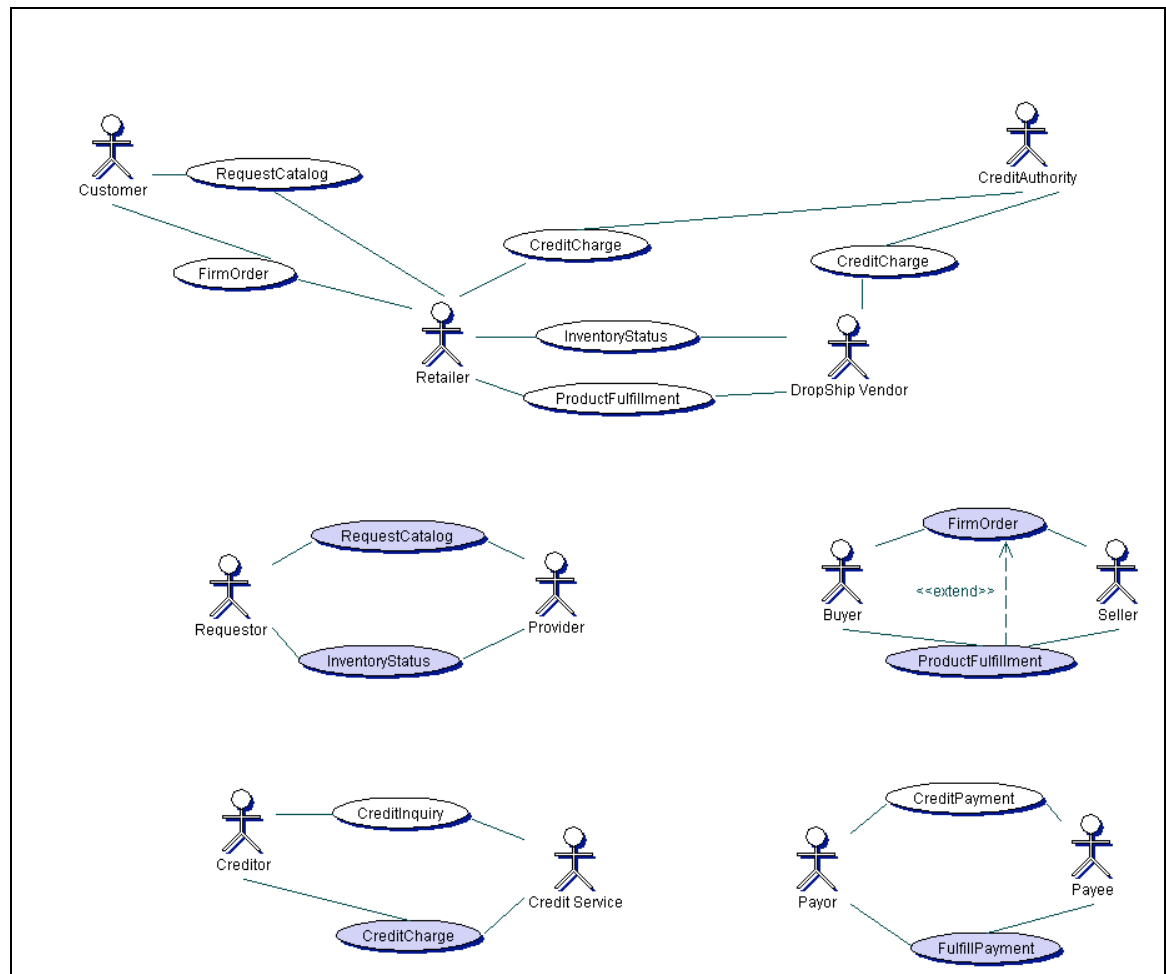 RequestCatalog
Customer
CreditAuthority
CreditCharge
CreditCharge
FirmOrder
InventoryStatus
Retailer
DropShip Vendor
ProductFulfillment
RequestCatalog
FirmOrder
<<extend>>
Requestor
Provider
Buyer
Seller
InventoryStatus
ProductFulfillment
CreditInquiry
CreditPayment
Creditor
Credit Service
Payor
Payee
CreditCharge
FulfillPayment